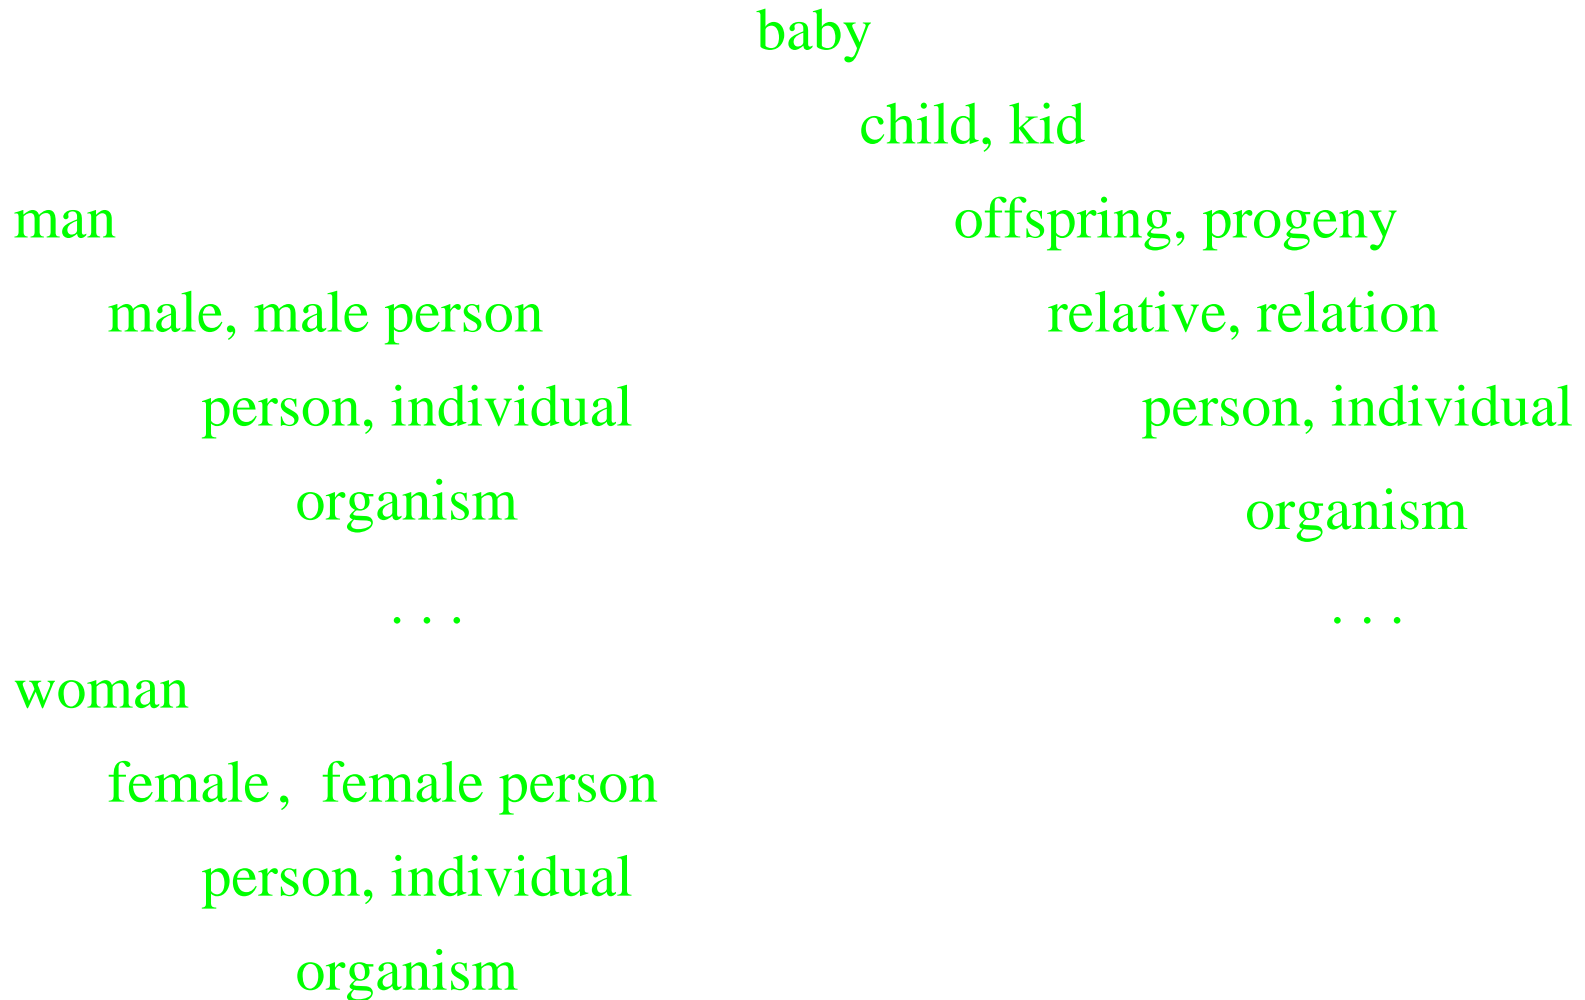 man
male, male person
person, individual
organism
. . .
woman
female, female person
person, individual
organism
baby
child, kid
offspring, progeny
relative, relation
person, individual
organism
. . .